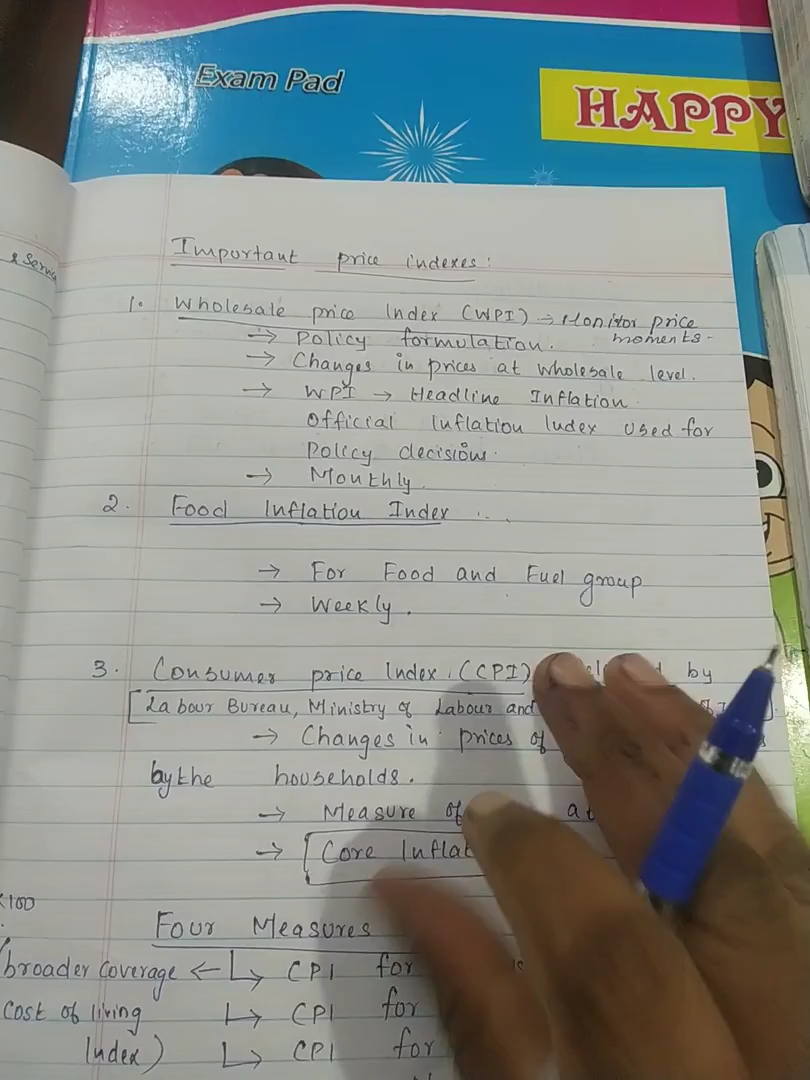 Exam Pad
HAPPY
& Serv
Important price indexes:
1. Wholesale price Index (WPI) → Monitor price
moments.
→ Policy formulation.
→ Changes in prices at wholesale level.
→ WPI → Headline Inflation
Official Inflation Index used for
Policy decisions.
→ Monthly.
2. Food Inflation Index ...
→ For Food and Fuel group
→ Weekly.
3. Consumer price Index. (CPI) by
[Labour Bureau, Ministry of Labour and
→ Changes in prices of
by the households.
→ Measure of at
→ [Core Inflat
×100
Four Measures
broader coverage ← ↳ CPI for
Cost of living ↳ CPI for
Index) ↳ CPI for